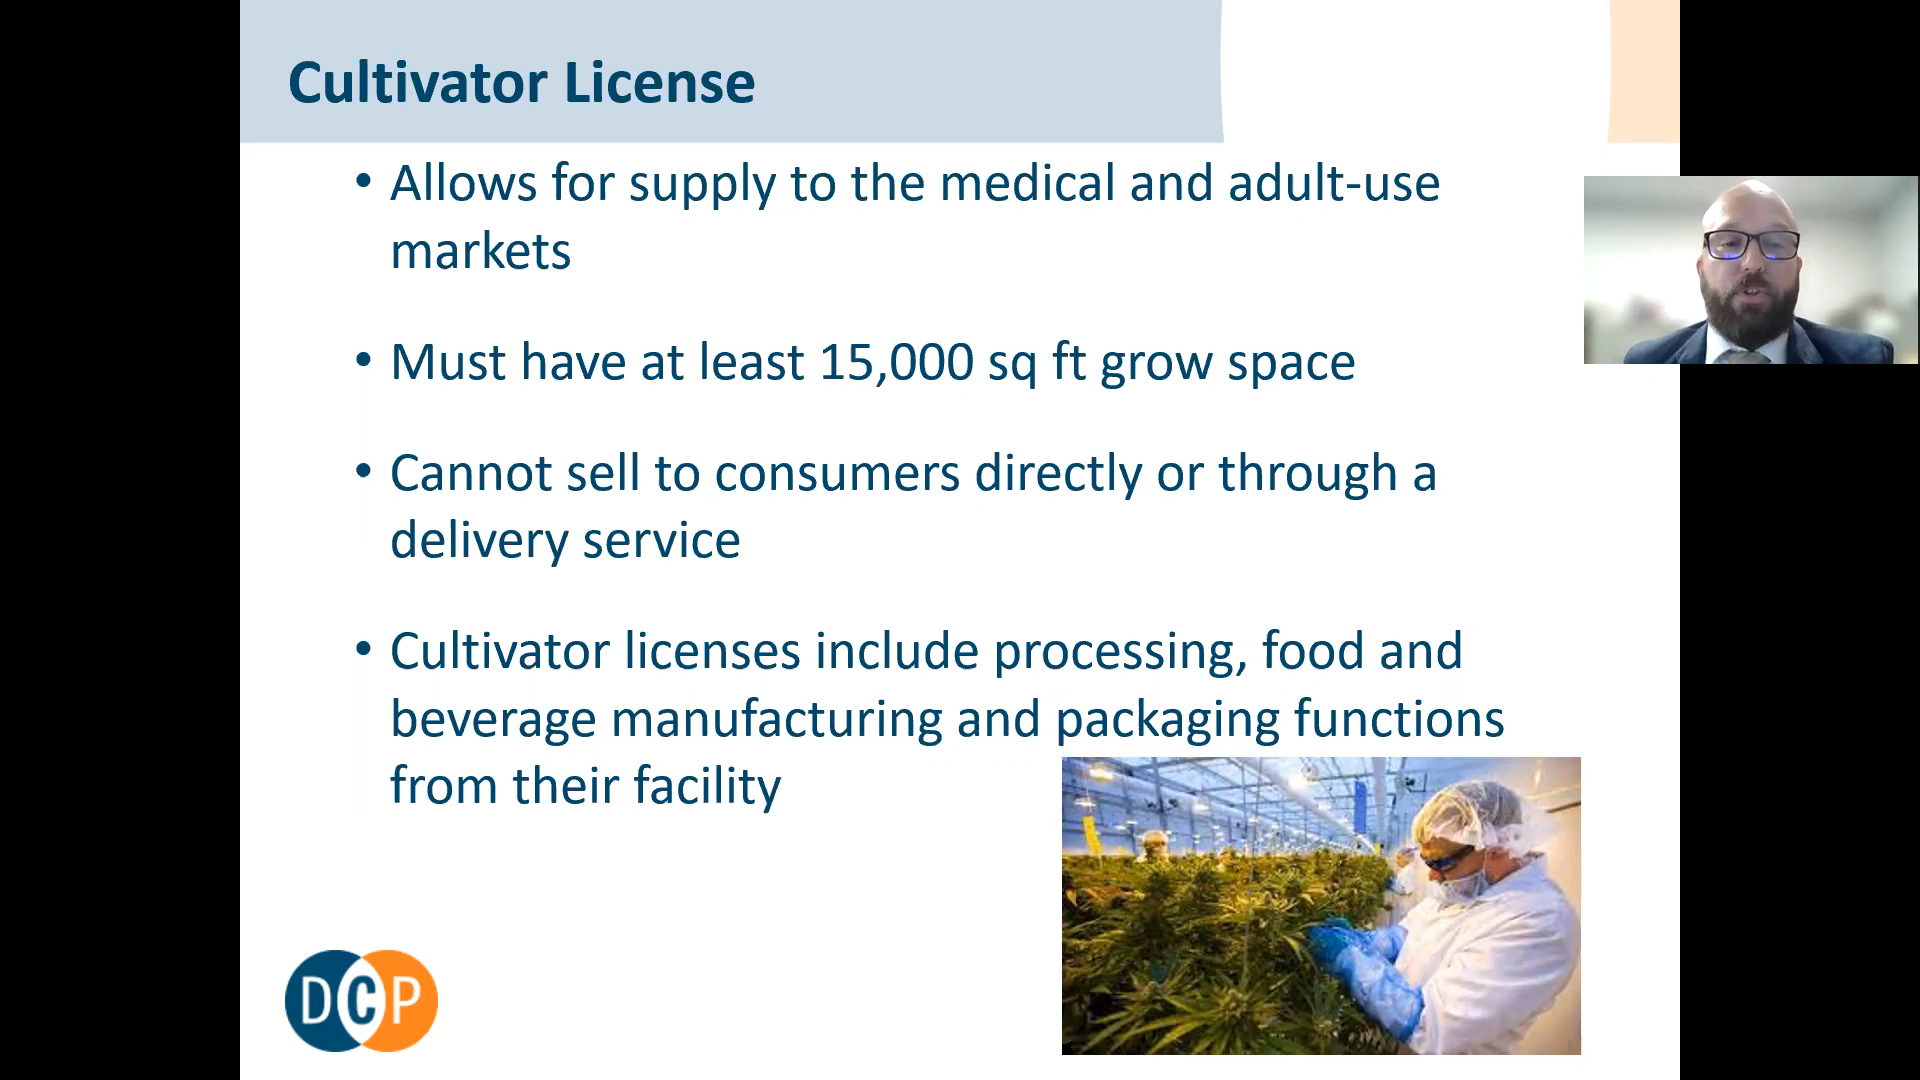 Cultivator License
• Allows for supply to the medical and adult-use
markets
• Must have at least 15,000 sq ft grow space
• Cannot sell to consumers directly or through a
delivery service
• Cultivator licenses include processing, food and
beverage manufacturing and packaging functions
from their facility
DCP